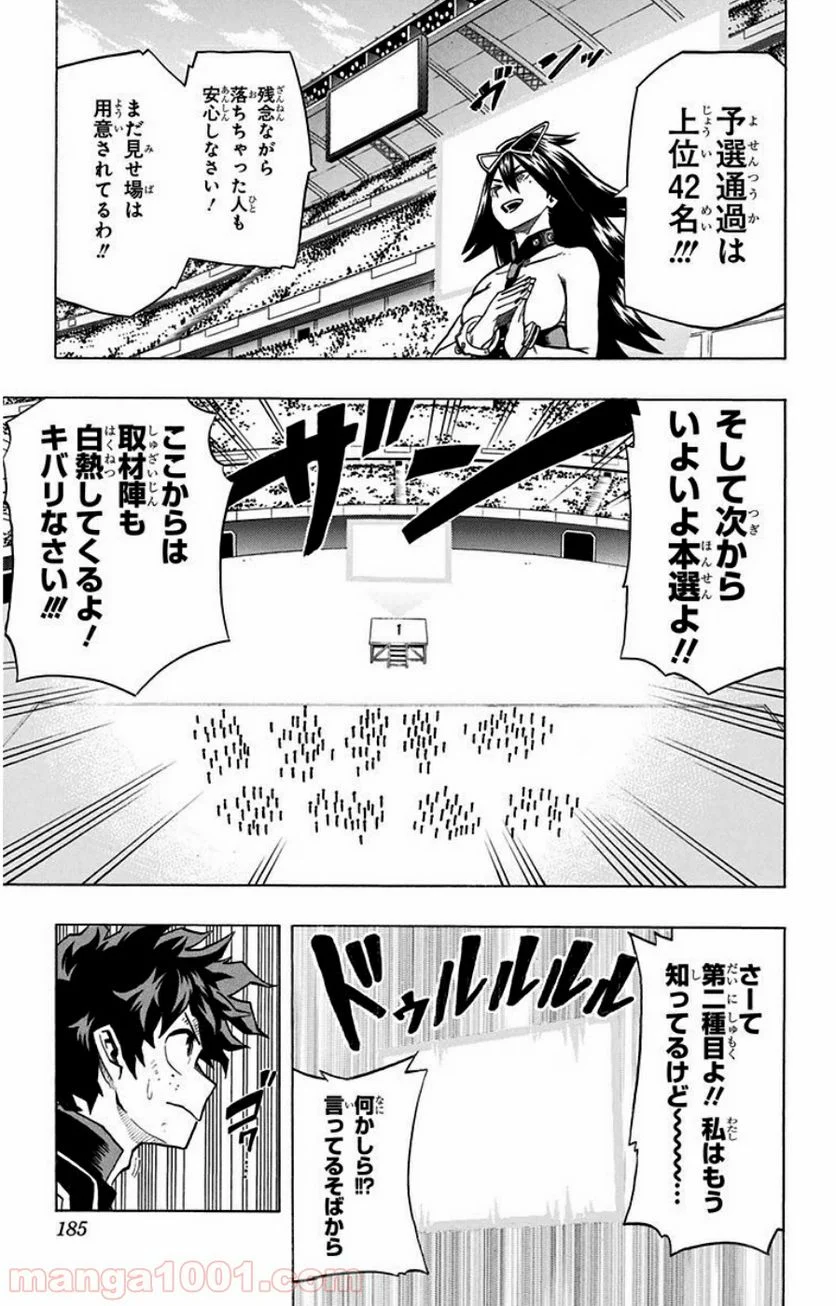 予選通過は
上位42名!!!
残念ながら
落ちちゃった人も
安心しなさい!
まだ見せ場は
用意されてるわ!!
そして次から
いよいよ本選よ!!
ザーン
ここからは
取材陣も
白熱してくるよ!
キバリなさい!!!
1
さーて
第二種目よ!!私はもう
知ってるけど〜〜〜〜…
ドゥルルルル
何かしら!!?
言ってるそばから
185
manga1001.com